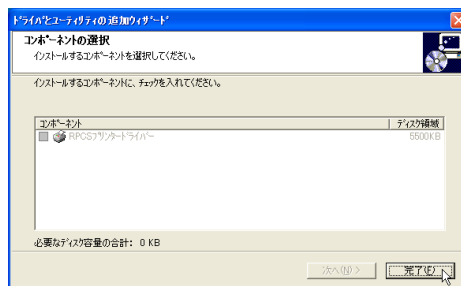 ﾄﾞﾗｲﾊﾞとﾕｰﾃｨﾘﾃｨの追加ｳｨｻﾞｰﾄﾞ
ｺﾝﾎﾟｰﾈﾝﾄの選択
ｲﾝｽﾄｰﾙするｺﾝﾎﾟｰﾈﾝﾄを選択してください。
ｲﾝｽﾄｰﾙするｺﾝﾎﾟｰﾈﾝﾄに、ﾁｪｯｸを入れてください。
ｺﾝﾎﾟｰﾈﾝﾄ ﾃﾞｨｽｸ領域
RPCSﾌﾟﾘﾝﾀｰﾄﾞﾗｲﾊﾞｰ 5500KB
必要なﾃﾞｨｽｸ容量の合計: 0 KB
次へ(N) > 完了(F)